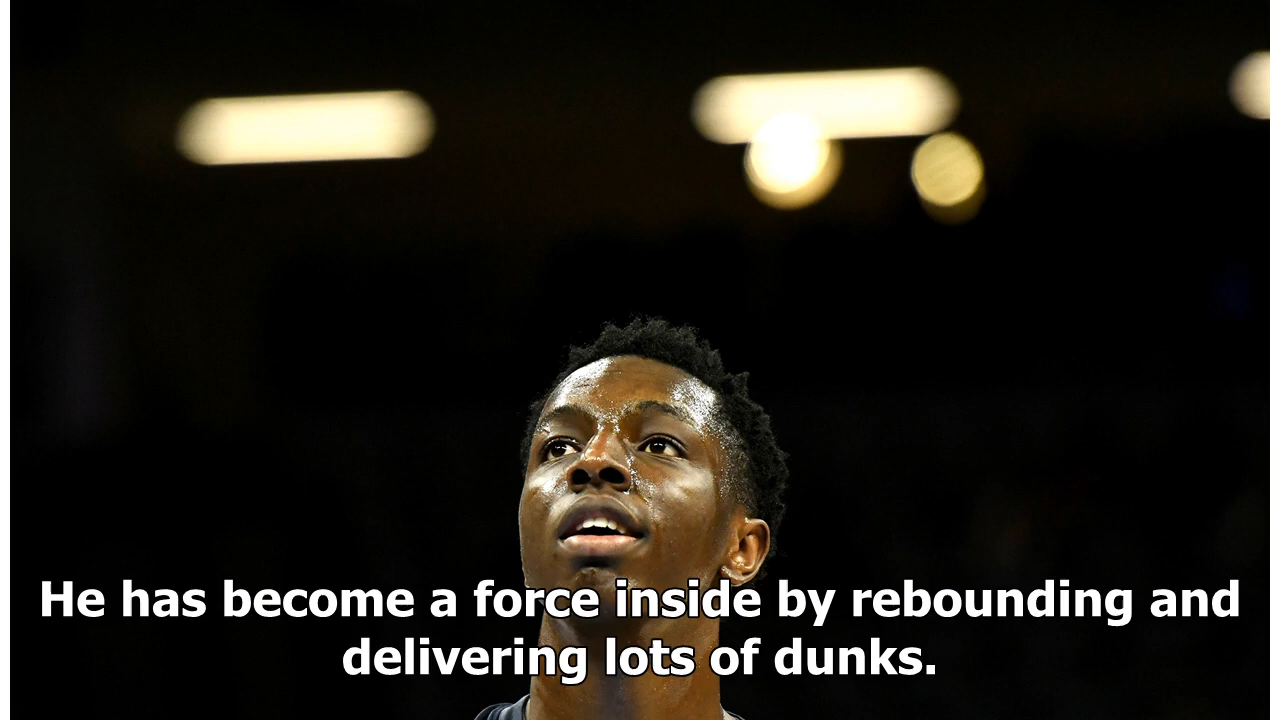 He has become a force inside by rebounding and
delivering lots of dunks.